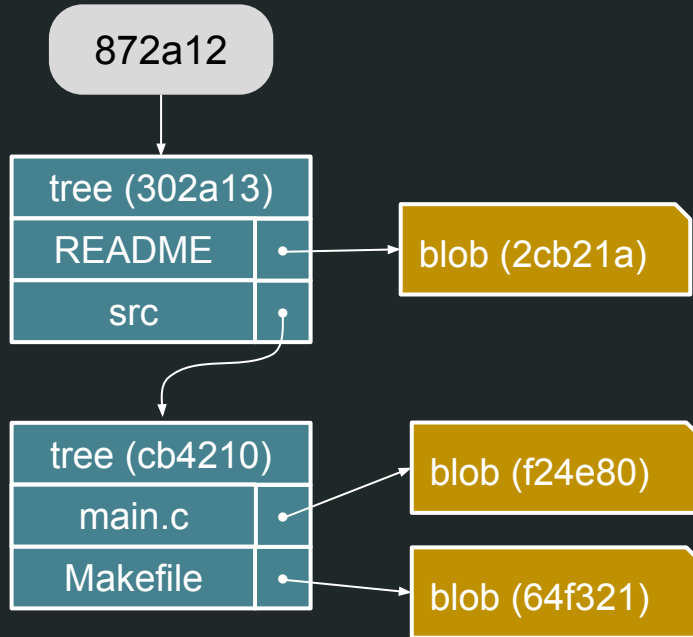 872a12
tree (302a13)
README
blob (2cb21a)
src
tree (cb4210)
blob (f24e80)
main.c
Makefile
blob (64f321)